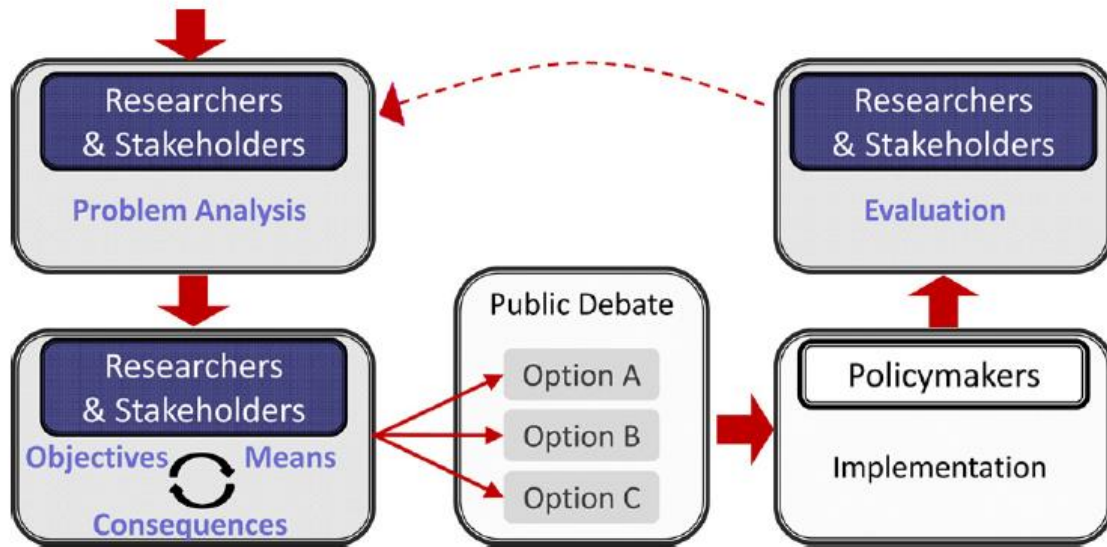 Researchers
& Stakeholders
Problem Analysis
Researchers
& Stakeholders
Objectives Means
Consequences
Public Debate
Option A
Option B
Option C
Policymakers
Implementation
Researchers
& Stakeholders
Evaluation